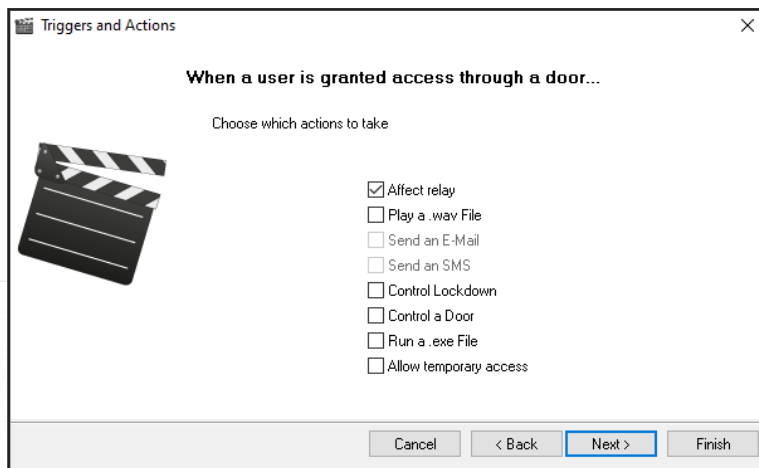 Triggers and Actions
When a user is granted access through a door...
Choose which actions to take
Affect relay
Play a .wav File
Send an E-Mail
Send an SMS
Control Lockdown
Control a Door
Run a .exe File
Allow temporary access
Cancel
< Back
Next >
Finish